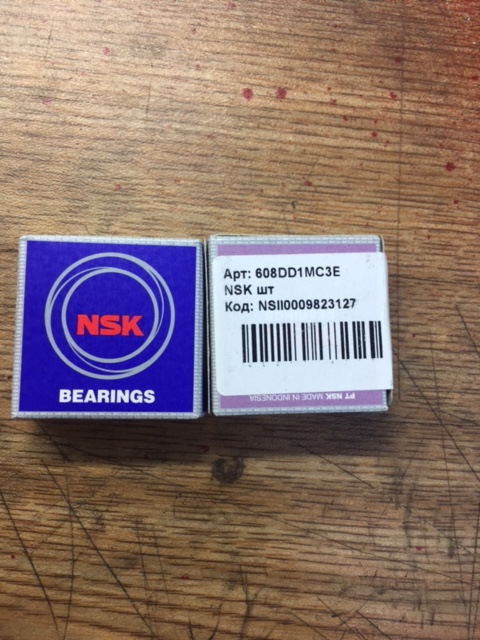 NSK
BEARINGS
Арт: 608DD1MC3E
NSK шт
Код: NSII0009823127
PT NSK MADE IN INDONESIA